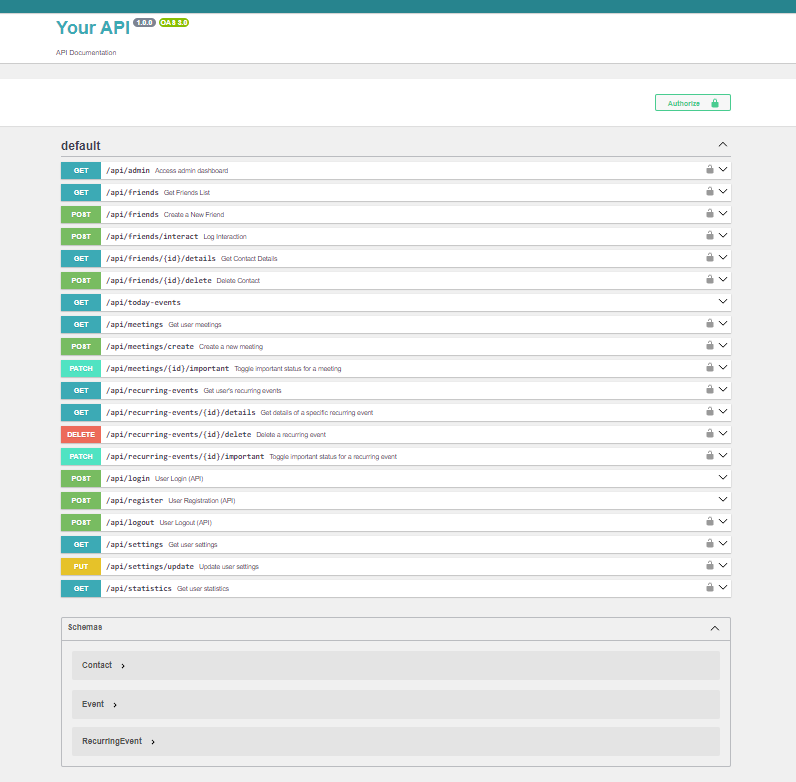 Your API 1.0.0 OAS 3.0
API Documentation
Authorize
default
GET /api/admin Access admin dashboard
GET /api/friends Get Friends List
POST /api/friends Create a New Friend
POST /api/friends/interact Log Interaction
GET /api/friends/{id}/details Get Contact Details
POST /api/friends/{id}/delete Delete Contact
GET /api/today-events
GET /api/meetings Get user meetings
POST /api/meetings/create Create a new meeting
PATCH /api/meetings/{id}/important Toggle important status for a meeting
GET /api/recurring-events Get user's recurring events
GET /api/recurring-events/{id}/details Get details of a specific recurring event
DELETE /api/recurring-events/{id}/delete Delete a recurring event
PATCH /api/recurring-events/{id}/important Toggle important status for a recurring event
POST /api/login User Login (API)
POST /api/register User Registration (API)
POST /api/logout User Logout (API)
GET /api/settings Get user settings
PUT /api/settings/update Update user settings
GET /api/statistics Get user statistics
Schemas
Contact
Event
RecurringEvent